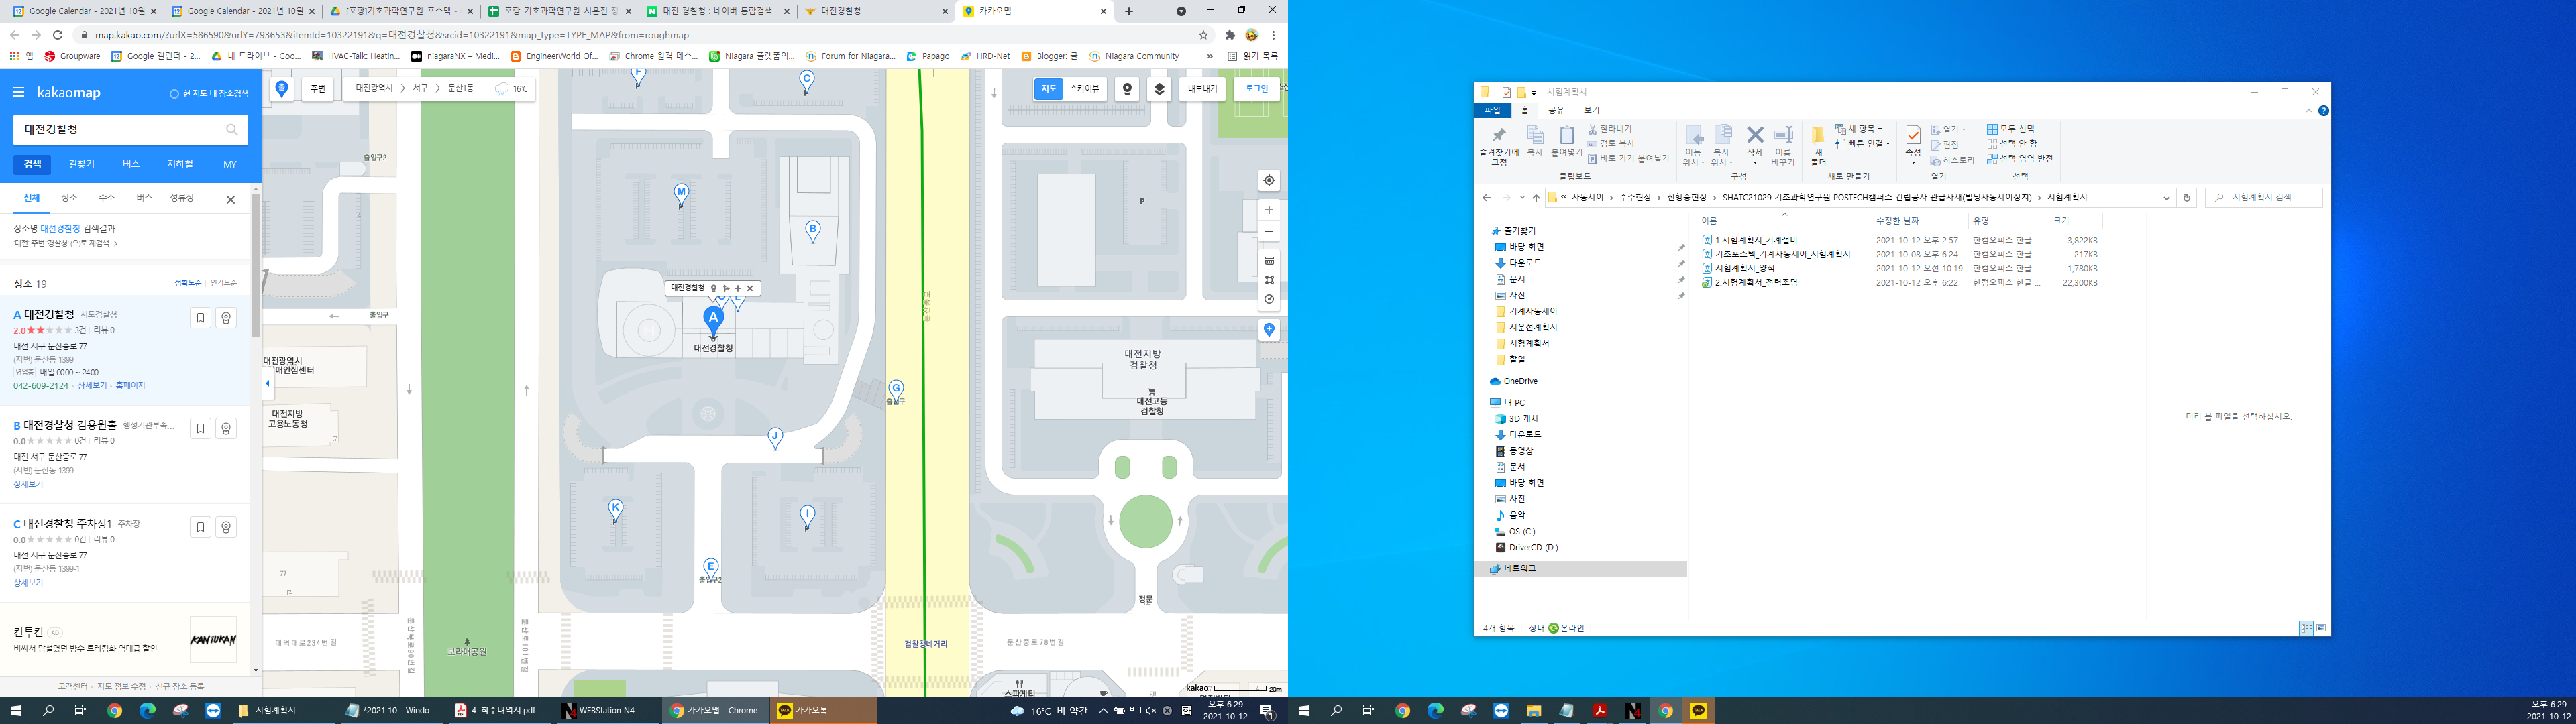 Google Calendar - 2021년 10월
Google Calendar - 2021년 10월
[포항]기초과학연구원_포스텍 -
포항_기초과학연구원_시운전 정
대전 경찰청 : 네이버 통합검색
대전경찰청
카카오맵
map.kakao.com/?urlX=586590&urlY=793653&itemId=10322191&q=대전경찰청&srcid=10322191&map_type=TYPE_MAP&from=roughmap
앱
Groupware
Google 캘린더 - 2...
내 드라이브 - Goo...
HVAC-Talk: Heatin...
niagaraNX – Medi...
EngineerWorld Of...
Chrome 원격 데스...
Niagara 플랫폼의...
Forum for Niagara...
Papago
HRD-Net
Blogger: 글
Niagara Community
»
읽기 목록
kakaomap
현 지도 내 장소검색
대전경찰청
검색
길찾기
버스
지하철
MY
전체
장소
주소
버스
정류장
장소명 대전경찰청 검색결과
'대전 주변 경찰청'(으)로 재검색
장소 19
정확도순
인기도순
A 대전경찰청 시도경찰청
2.0 3건 리뷰 0
대전 서구 둔산중로 77
(지번) 둔산동 1399
영업중 매일 00:00 ~ 24:00
042-609-2124 · 상세보기 · 홈페이지
B 대전경찰청 김용원홀 행정기관부속...
0.0 0건 리뷰 0
대전 서구 둔산중로 77
(지번) 둔산동 1399
상세보기
C 대전경찰청 주차장1 주차장
0.0 0건 리뷰 0
대전 서구 둔산중로 77
(지번) 둔산동 1399-1
상세보기
칸투칸 AD
비싸서 망설였던 방수 트레킹화 역대급 할인
KANTUKAN
고객센터 · 지도 정보 수정 · 신규 장소 등록
출
주변
대전광역시
서구
둔산1동
16℃
지도
스카이뷰
내보내기
로그인
F
C
M
B
P
출입구2
출입구
대전경찰청
L
A
대전경찰청
대전광역시
대전지방
고용노동청
대전지방
검찰청
대전고등
검찰청
G
출입구
J
K
I
E
77
정문
대덕대로234번길
둔산북로90번길
보라매공원
둔산로101번길
검찰청네거리
둔산중로78번길
스파게티
kakao
20m
시험계획서
파일
홈
공유
보기
즐겨찾기에
고정
복사
붙여넣기
잘라내기
경로 복사
바로 가기 붙여넣기
클립보드
이동
위치
복사
위치
삭제
이름
바꾸기
구성
새
폴더
새 항목
빠른 연결
새로 만들기
속성
열기
편집
히스토리
열기
모두 선택
선택 안 함
선택 영역 반전
선택
« 자동제어 › 수주현장 › 진행중현장 › SHATC21029 기초과학연구원 POSTECH캠퍼스 건립공사 관급자재(빌딩자동제어장치) › 시험계획서
시험계획서 검색
즐겨찾기
바탕 화면
다운로드
문서
사진
기계자동제어
시운전계획서
시험계획서
할일
OneDrive
내 PC
3D 개체
다운로드
동영상
문서
바탕 화면
사진
음악
OS (C:)
DriverCD (D:)
네트워크
이름
수정한 날짜
유형
크기
1.시험계획서_기계설비 2021-10-12 오후 2:57 한컴오피스 한글 ... 3,822KB
기초포스텍_기계자동제어_시험계획서 2021-10-08 오후 6:24 한컴오피스 한글 ... 217KB
시험계획서_양식 2021-10-12 오전 10:19 한컴오피스 한글 ... 1,780KB
2.시험계획서_전력조명 2021-10-12 오후 6:22 한컴오피스 한글 ... 22,300KB
미리 볼 파일을 선택하십시오.
4개 항목
상태: 온라인
시험계획서
*2021.10 - Windo...
4. 착수내역서.pdf ...
WEBStation N4
카카오맵 - Chrome
카카오톡
16℃ 비 약간
오후 6:29
2021-10-12
오후 6:29
2021-10-12